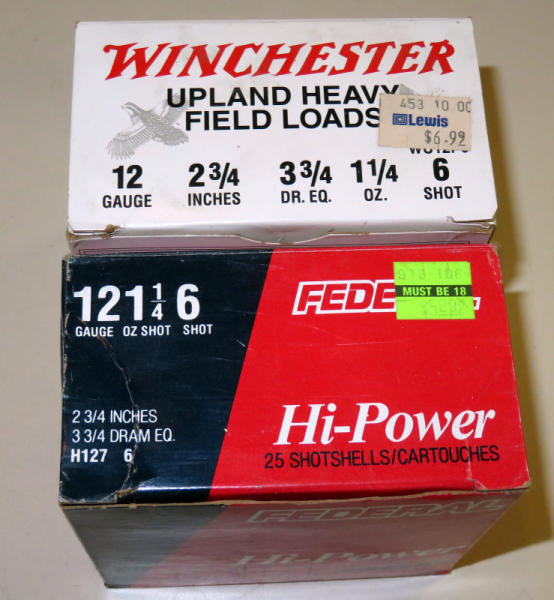 WINCHESTER
UPLAND HEAVY
FIELD LOADS
453 10 00
Lewis
$6.99
12 2 3/4 3 3/4 1 1/4 6
GAUGE INCHES DR. EQ. OZ. SHOT
12 1 1/4 6
GAUGE OZ SHOT SHOT
FEDERAL
MUST BE 18
2 3/4 INCHES
3 3/4 DRAM EQ.
H127 6
Hi-Power
25 SHOTSHELLS/CARTOUCHES
FEDERAL
Hi-Power